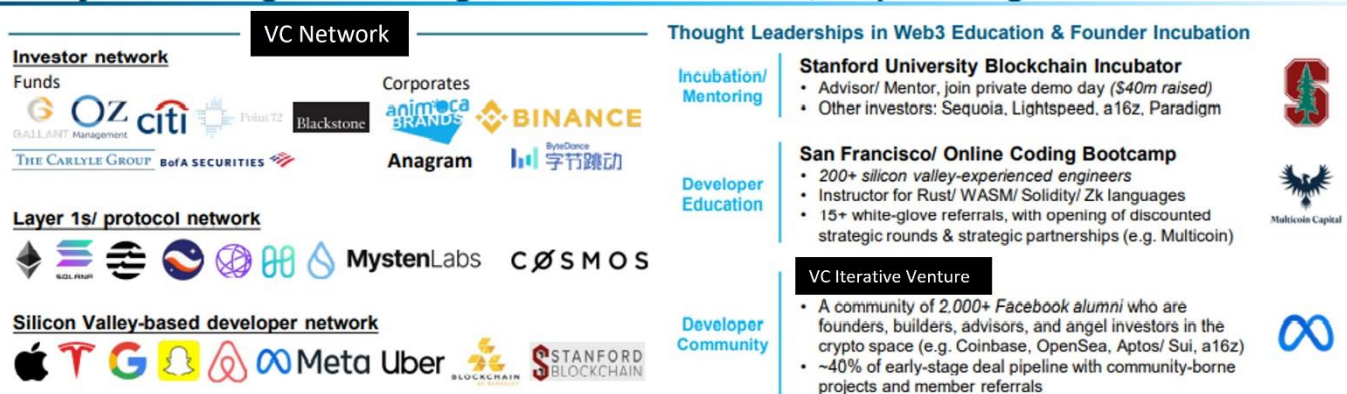 VC Network
Investor network
Funds
Corporates
GALLANT
OZ
Management
citi
Point72
Blackstone
animoca
BRANDS
BINANCE
THE CARLYLE GROUP
BofA SECURITIES
Anagram
ByteDance
字节跳动
Layer 1s/ protocol network
SOLANA
MystenLabs
COSMOS
Silicon Valley-based developer network
Meta
Uber
BLOCKCHAIN
STANFORD
BLOCKCHAIN
Thought Leaderships in Web3 Education & Founder Incubation
Incubation/
Mentoring
Stanford University Blockchain Incubator
• Advisor/ Mentor, join private demo day ($40m raised)
• Other investors: Sequoia, Lightspeed, a16z, Paradigm
Developer
Education
San Francisco/ Online Coding Bootcamp
• 200+ silicon valley-experienced engineers
• Instructor for Rust/ WASM/ Solidity/ Zk languages
• 15+ white-glove referrals, with opening of discounted
strategic rounds & strategic partnerships (e.g. Multicoin)
Multicoin Capital
Developer
Community
VC Iterative Venture
• A community of 2,000+ Facebook alumni who are
founders, builders, advisors, and angel investors in the
crypto space (e.g. Coinbase, OpenSea, Aptos/ Sui, a16z)
• ~40% of early-stage deal pipeline with community-borne
projects and member referrals